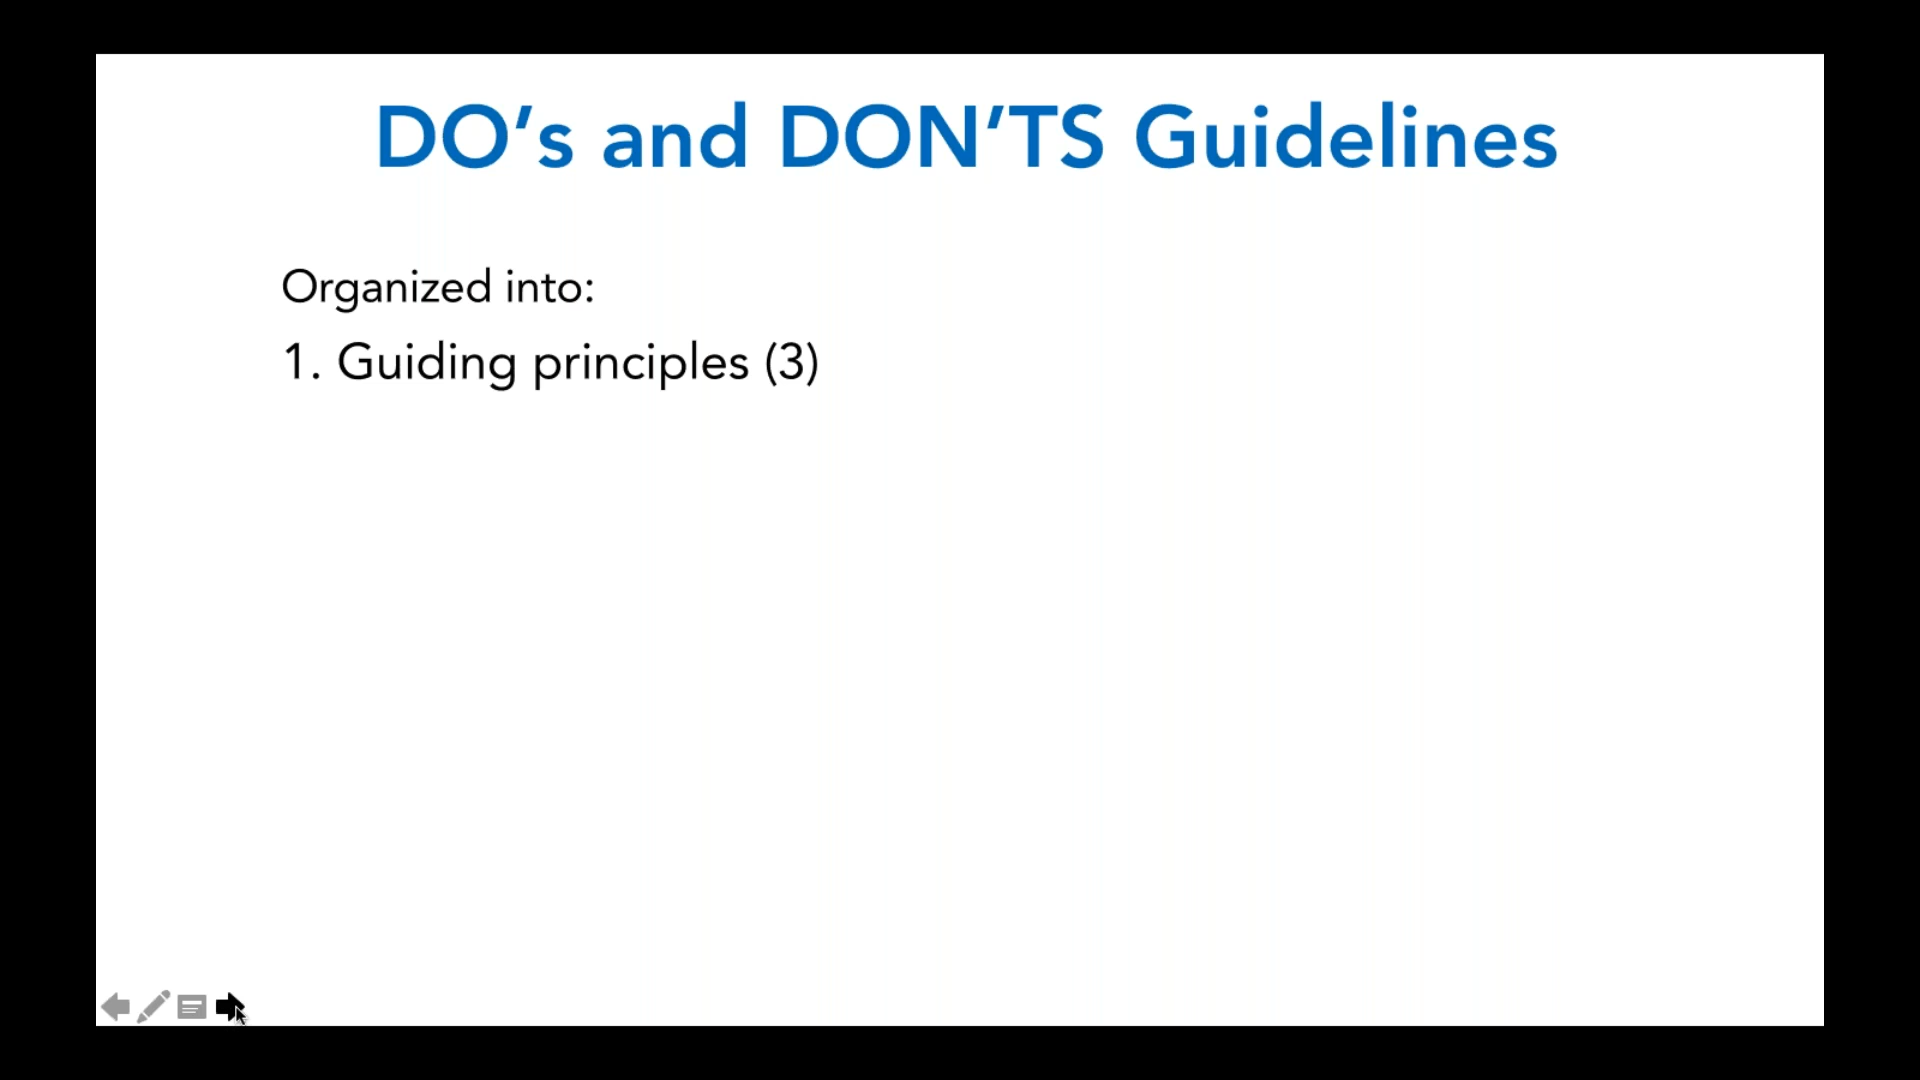 DO’s and DON’TS Guidelines
Organized into:
1. Guiding principles (3)